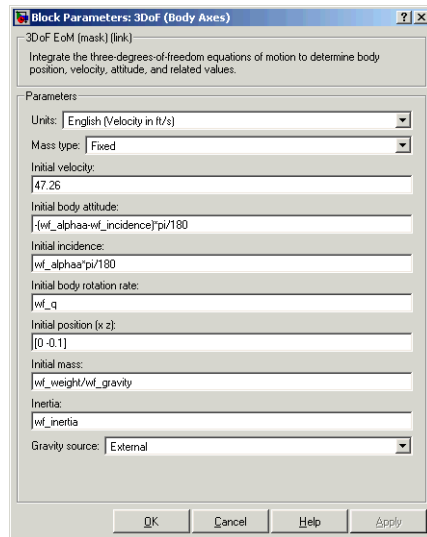 Block Parameters: 3DoF (Body Axes)
3DoF EoM (mask) (link)
Integrate the three-degrees-of-freedom equations of motion to determine body
position, velocity, attitude, and related values.
Parameters
Units: English (Velocity in ft/s)
Mass type: Fixed
Initial velocity:
47.26
Initial body attitude:
-(wf_alphaa-wf_incidence)*pi/180
Initial incidence:
wf_alphaa*pi/180
Initial body rotation rate:
wf_q
Initial position (x z):
[0 -0.1]
Initial mass:
wf_weight/wf_gravity
Inertia:
wf_inertia
Gravity source: External
OK Cancel Help Apply